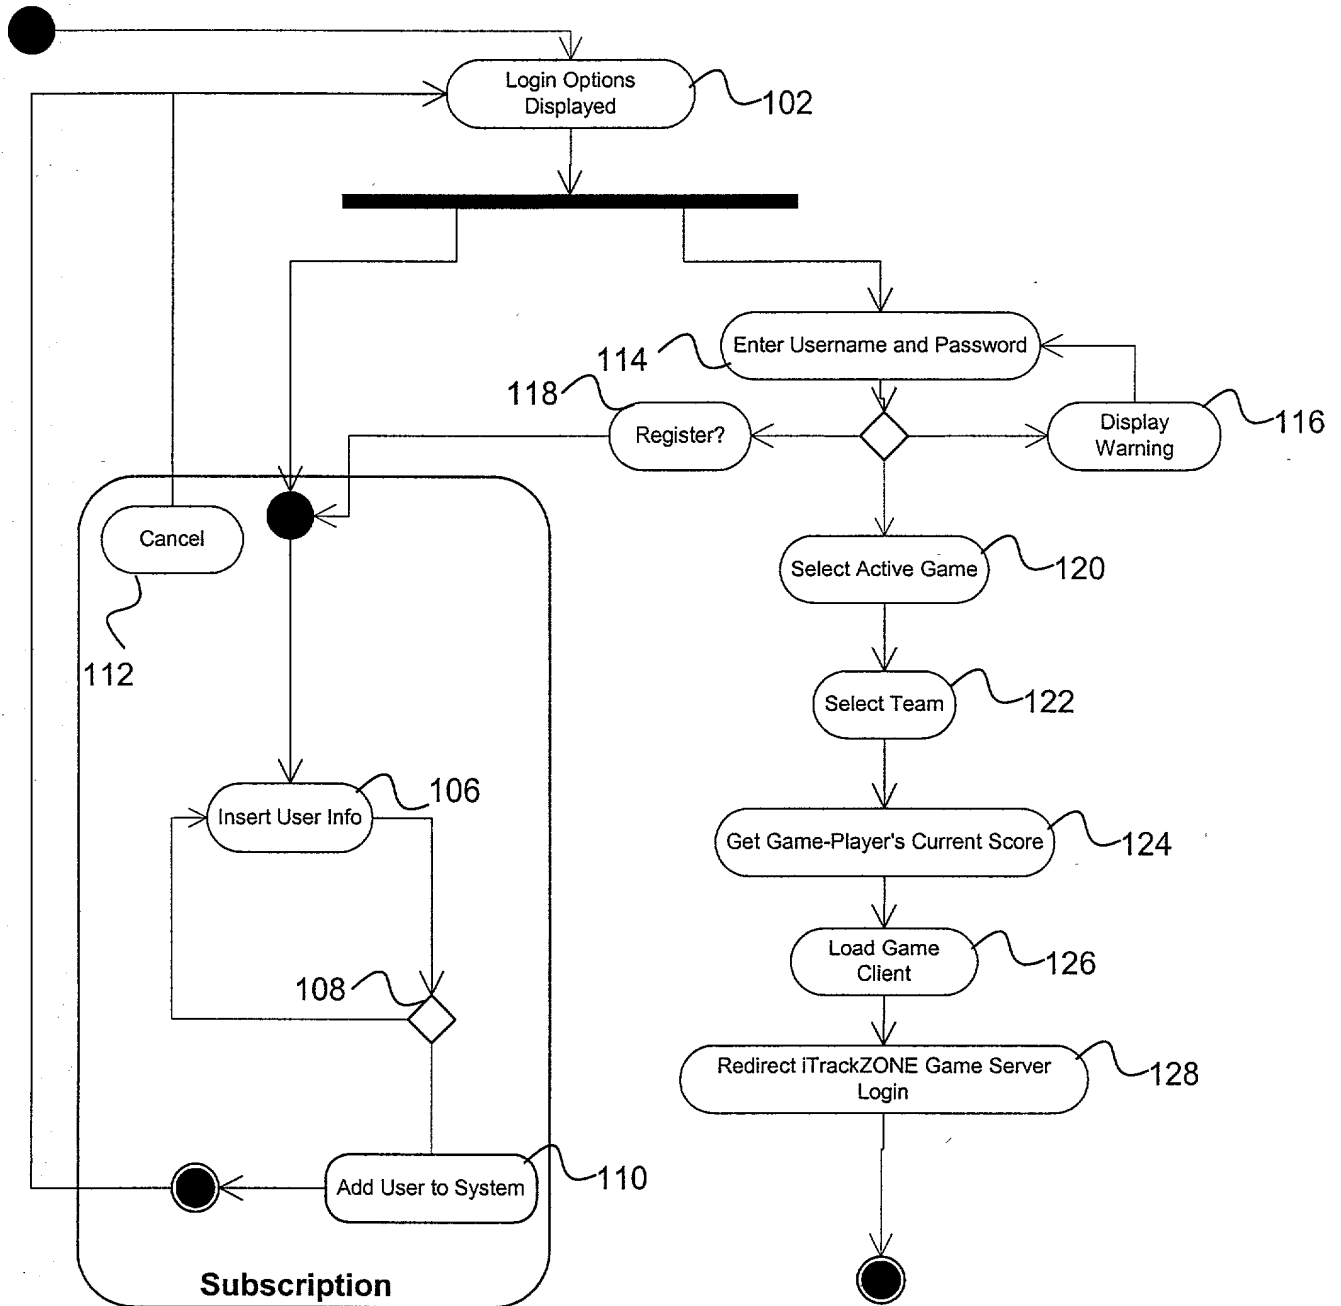 Login Options
Displayed
102
Enter Username and Password
114
118
Register?
Display
Warning
116
Cancel
112
Select Active Game
120
Select Team
122
Insert User Info
106
Get Game-Player's Current Score
124
Load Game
Client
126
108
Redirect iTrackZONE Game Server
Login
128
Add User to System
110
Subscription